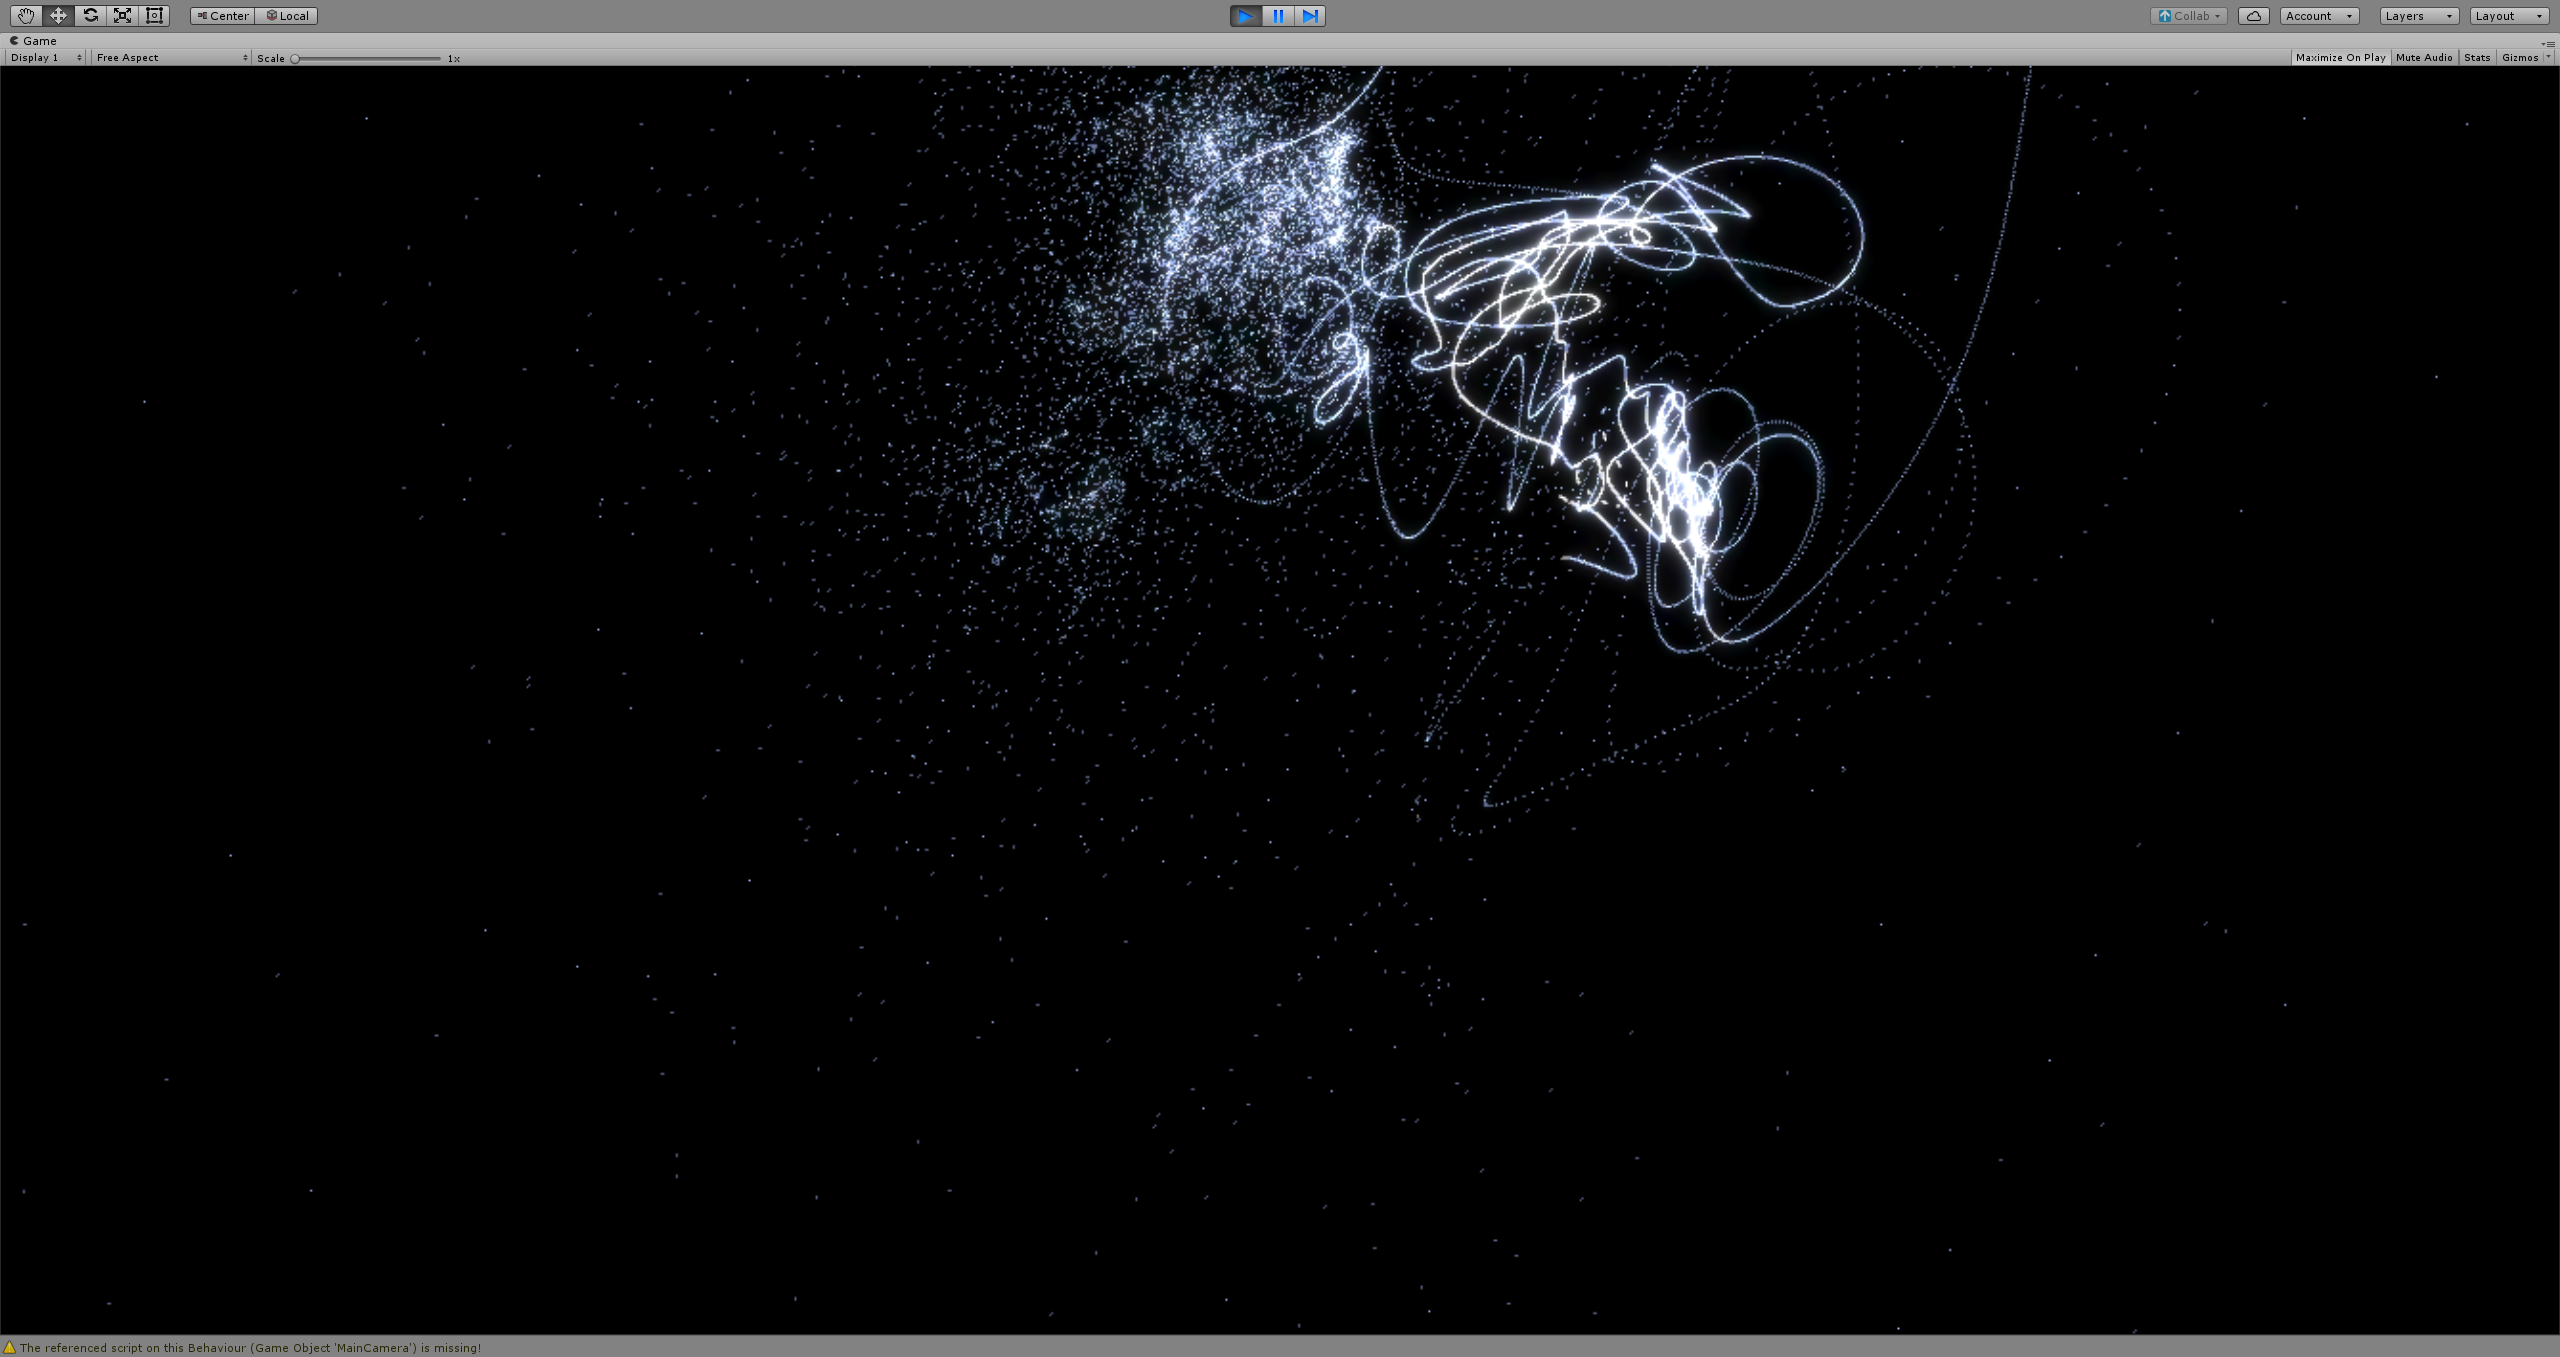 Center Local Collab Account Layers Layout
Game
Display 1 Free Aspect Scale 1x Maximize On Play Mute Audio Stats Gizmos
The referenced script on this Behaviour (Game Object 'MainCamera') is missing!